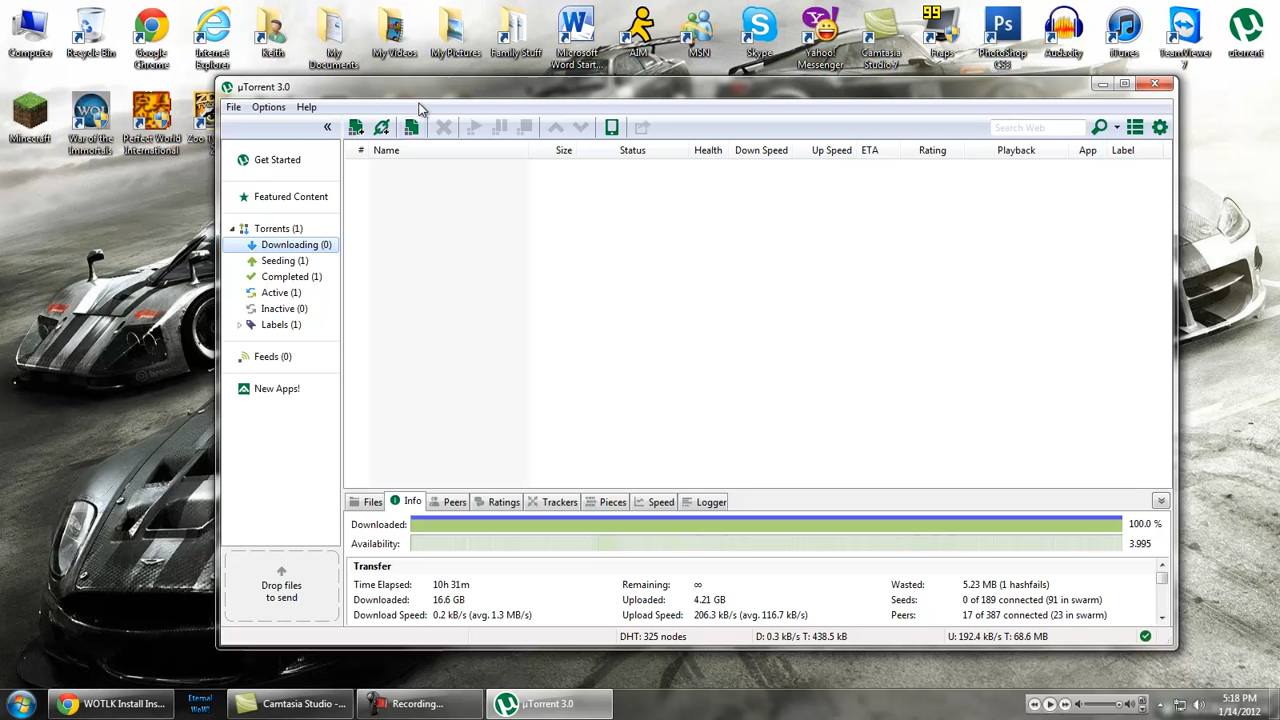 99
Computer
Recycle Bin
Google Chrome
Internet Explorer
Keith
My Documents
My Videos
My Pictures
Family Stuff
Microsoft Word Start...
AIM
MSN
Skype
Yahoo! Messenger
Camtasia Studio 7
Fraps
PhotoShop CS3
Audacity
iTunes
TeamViewer 7
utorrent
Minecraft
War of the Immortals
Perfect World International
Zoo T
µTorrent 3.0
File Options Help
«
Search Web
Get Started
Featured Content
Torrents (1)
Downloading (0)
Seeding (1)
Completed (1)
Active (1)
Inactive (0)
Labels (1)
Feeds (0)
New Apps!
Drop files
to send
# Name Size Status Health Down Speed Up Speed ETA Rating Playback App Label
Files Info Peers Ratings Trackers Pieces Speed Logger
Downloaded: 100.0 %
Availability: 3.995
Transfer
Time Elapsed: 10h 31m Remaining: ∞ Wasted: 5.23 MB (1 hashfails)
Downloaded: 16.6 GB Uploaded: 4.21 GB Seeds: 0 of 189 connected (91 in swarm)
Download Speed: 0.2 kB/s (avg. 1.3 MB/s) Upload Speed: 206.3 kB/s (avg. 116.7 kB/s) Peers: 17 of 387 connected (23 in swarm)
DHT: 325 nodes D: 0.3 kB/s T: 438.5 kB U: 192.4 kB/s T: 68.6 MB
WOTLK Install Ins...
Eternal WoW!
Camtasia Studio -...
Recording...
µTorrent 3.0
5:18 PM
1/14/2012